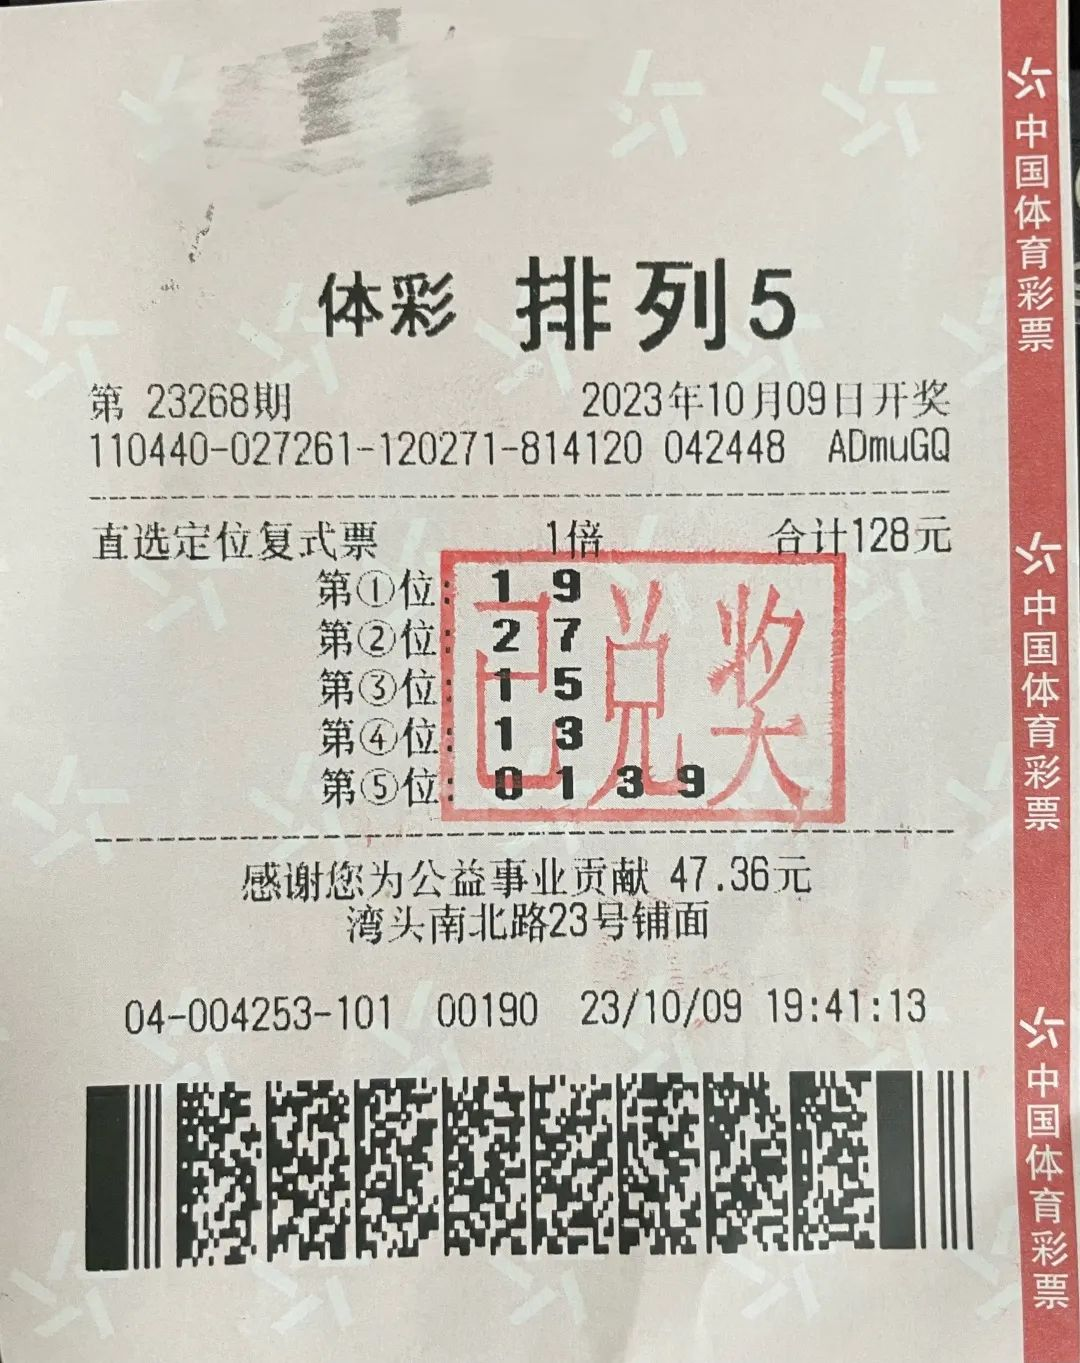 体彩 排列5
第 23268期 2023年10月09日开奖
110440-027261-120271-814120 042448 ADmuGQ
直选定位复式票 1倍 合计128元
第①位: 1 9
第②位: 2 7
第③位: 1 5
第④位: 1 3
第⑤位: 0 1 3 9
已兑奖
感谢您为公益事业贡献 47.36元
湾头南北路23号铺面
04-004253-101 00190 23/10/09 19:41:13
中国体育彩票
中国体育彩票
中国体育彩票